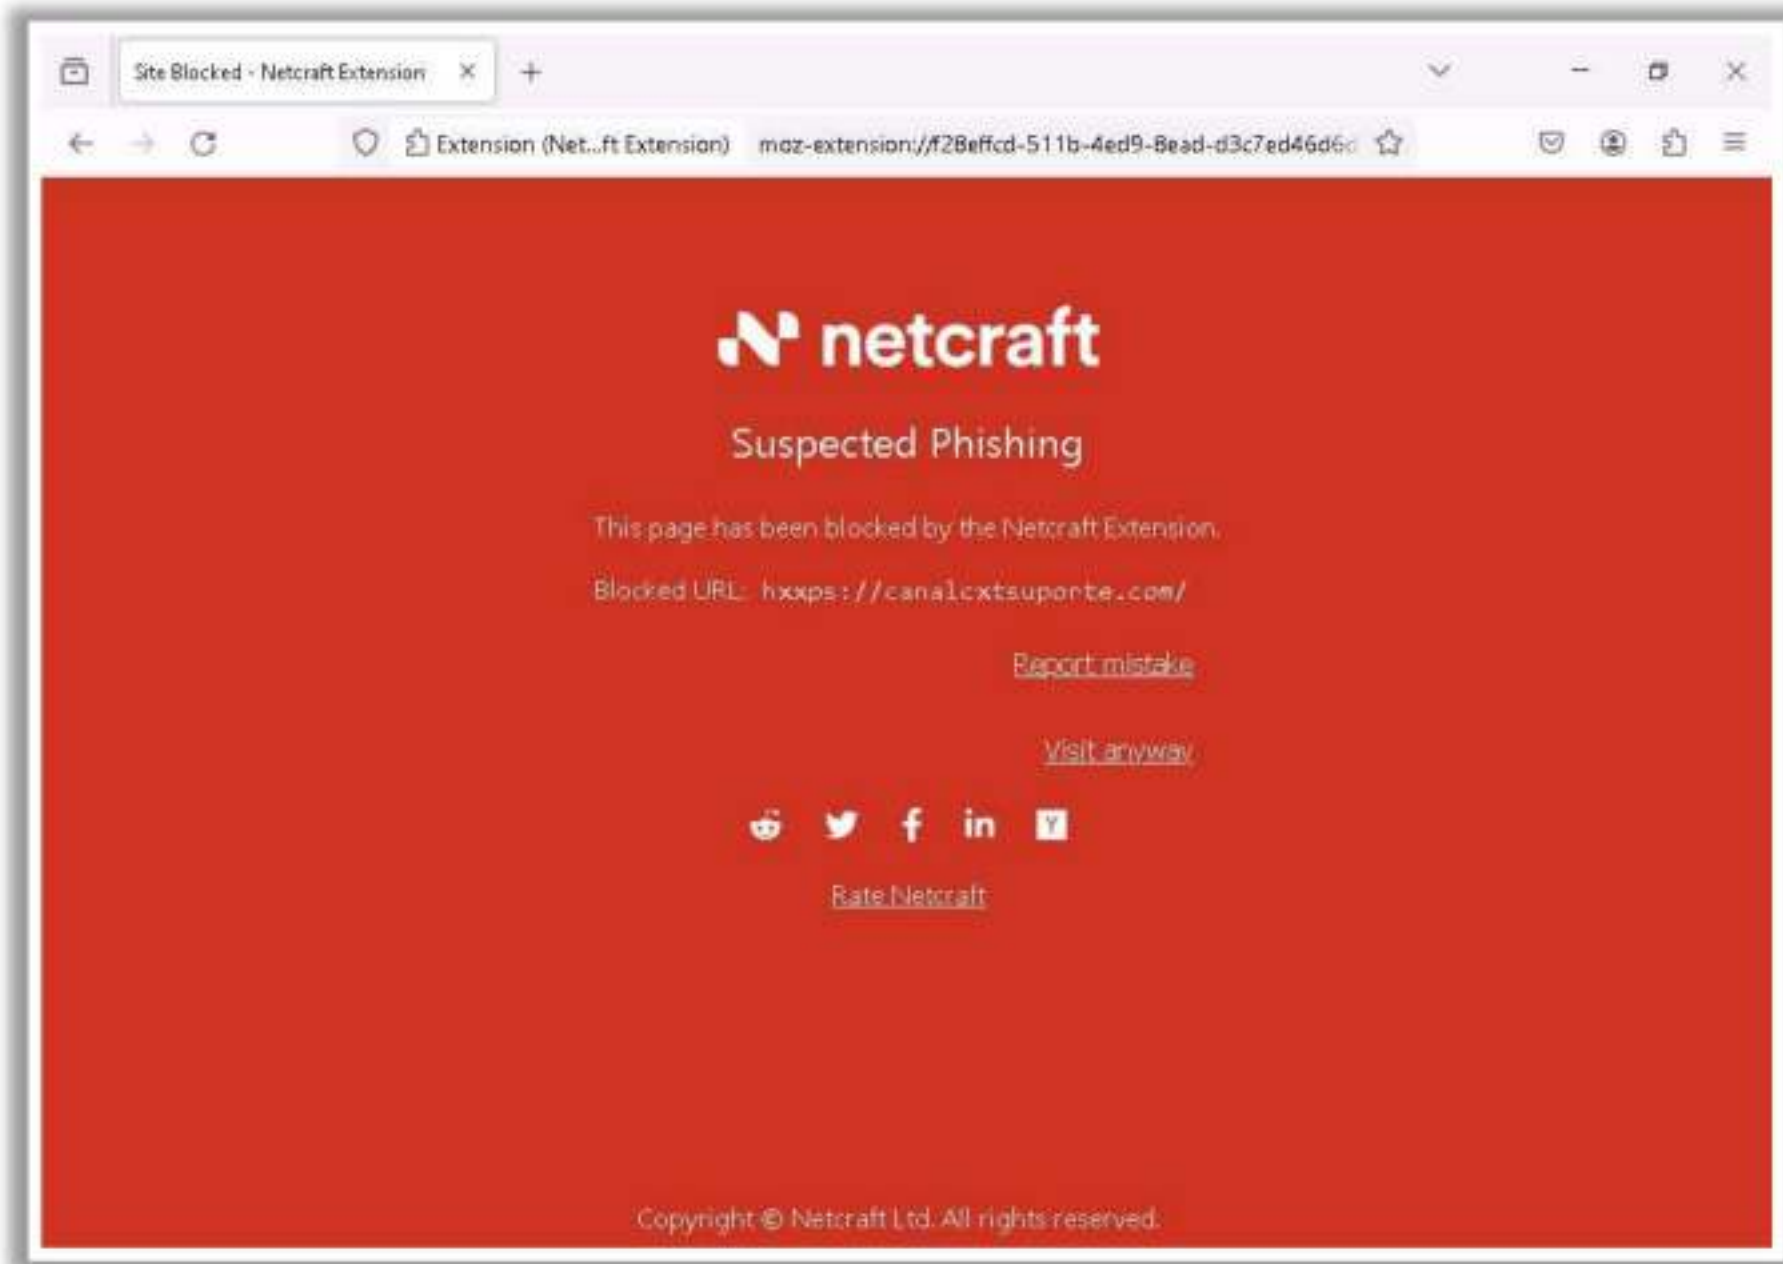 Site Blocked - Netcraft Extension
Extension (Net...ft Extension) moz-extension://f28effcd-511b-4ed9-8ead-d3c7ed46d6
netcraft
Suspected Phishing
This page has been blocked by the Netcraft Extension.
Blocked URL: hxxps://canalcxtsuporte.com/
Report mistake
Visit anyway
Rate Netcraft
Copyright © Netcraft Ltd. All rights reserved.